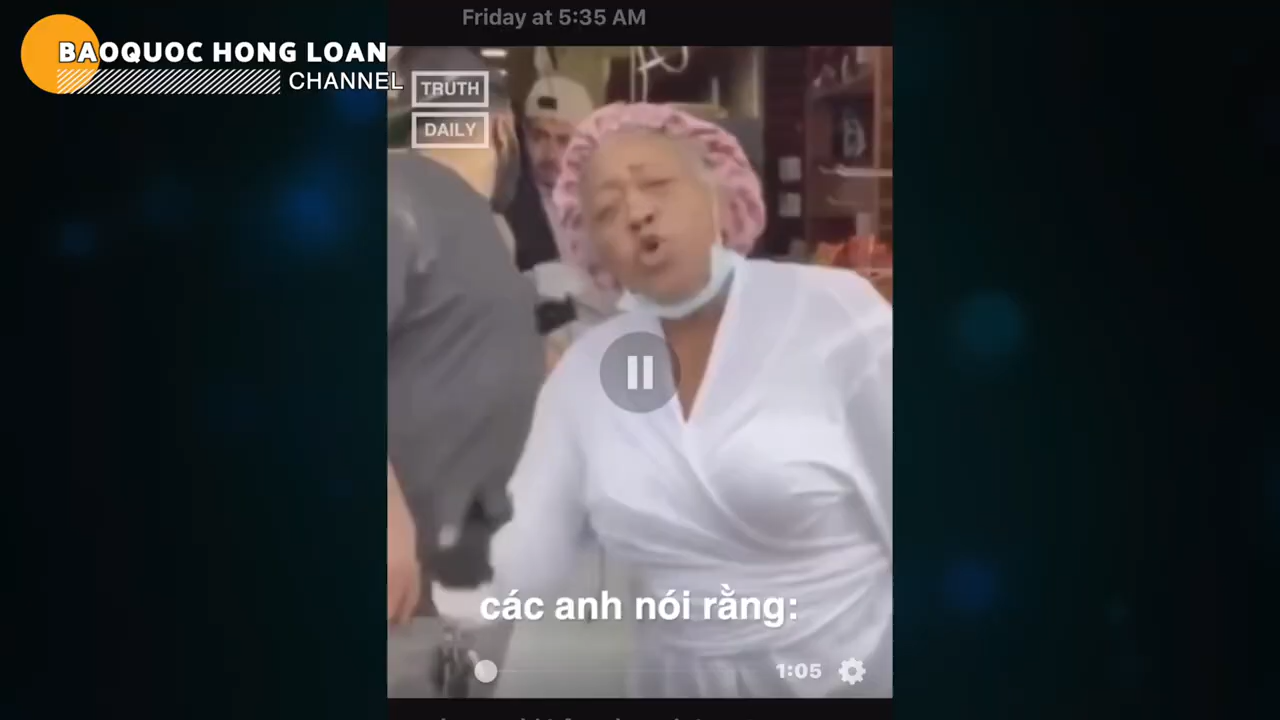 Friday at 5:35 AM
BAOQUOC HONG LOAN
CHANNEL
TRUTH
DAILY
các anh nói rằng:
1:05